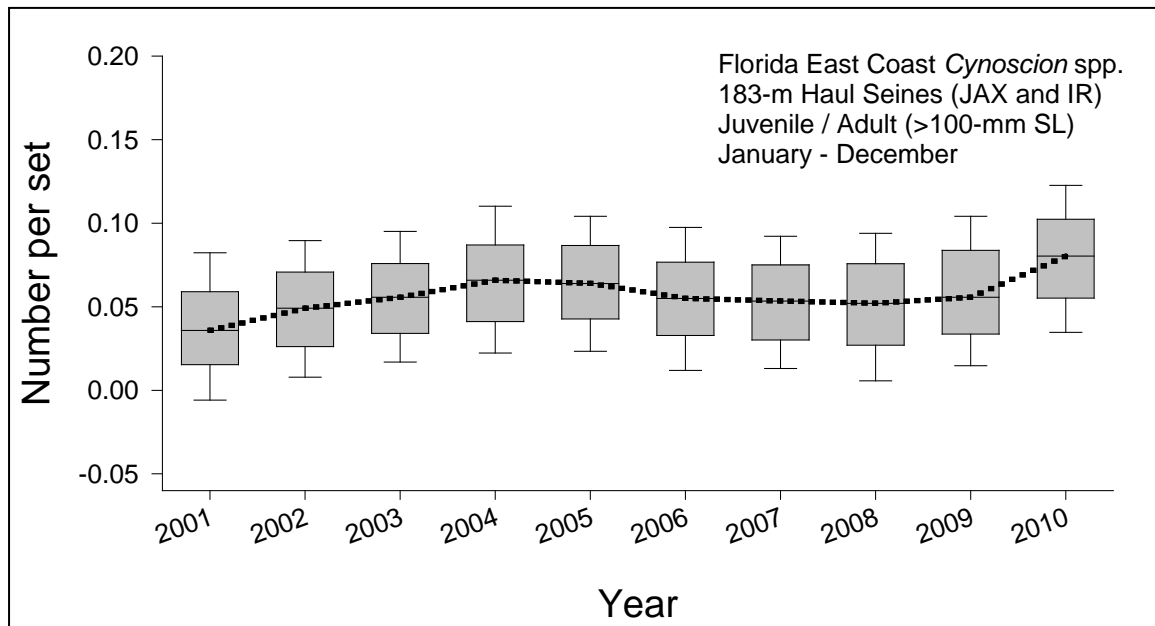 Florida East Coast Cynoscion spp.
183-m Haul Seines (JAX and IR)
Juvenile / Adult (>100-mm SL)
January - December
Number per set
0.20
0.15
0.10
0.05
0.00
-0.05
2001
2002
2003
2004
2005
2006
2007
2008
2009
2010
Year